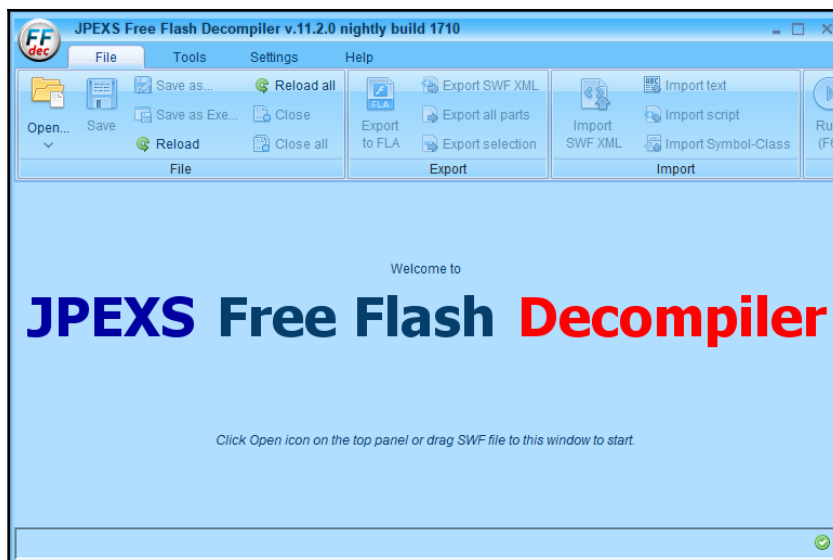 FF
dec
JPEXS Free Flash Decompiler v.11.2.0 nightly build 1710
File Tools Settings Help
Open...
Save
Save as...
Save as Exe...
Reload
Reload all
Close
Close all
File
FLA
Export
to FLA
Export SWF XML
Export all parts
Export selection
Export
Import
SWF XML
ABC
Import text
Import script
Import Symbol-Class
Import
Welcome to
JPEXS Free Flash Decompiler
Click Open icon on the top panel or drag SWF file to this window to start.